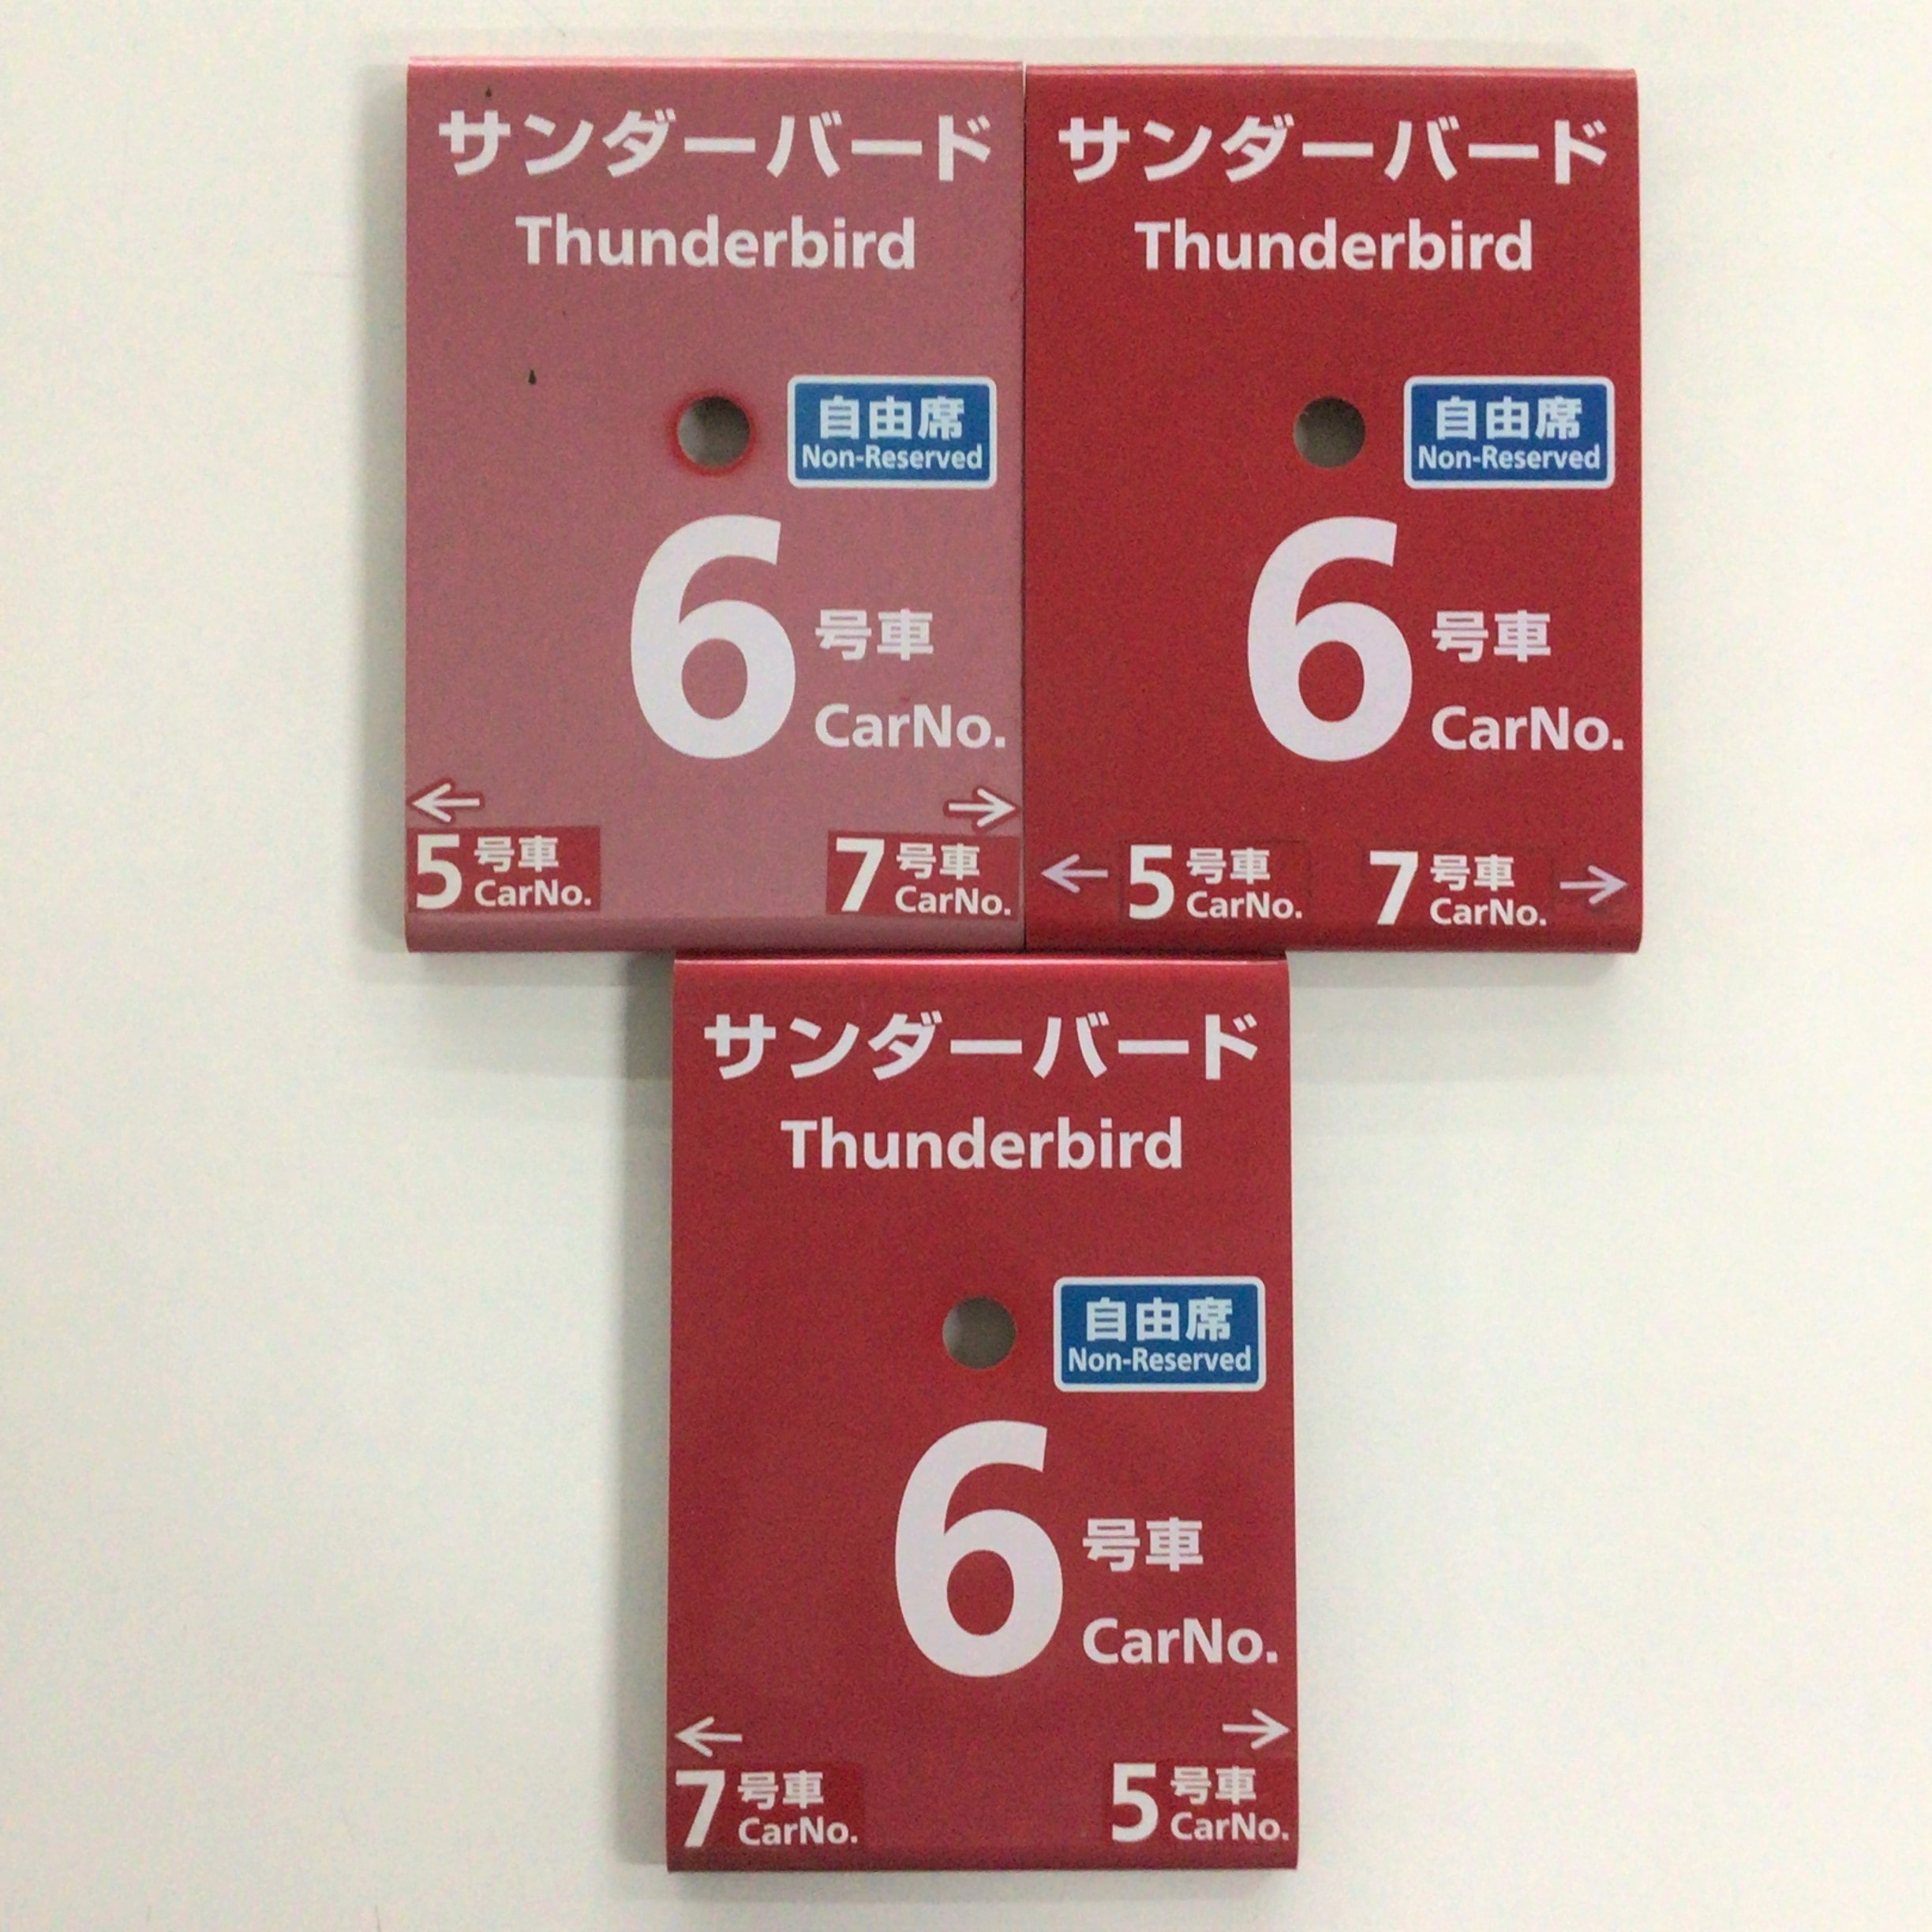 サンダーバード
Thunderbird
自由席
Non-Reserved
6 号車
CarNo.
← →
5 号車
CarNo.
7 号車
CarNo.
サンダーバード
Thunderbird
自由席
Non-Reserved
6 号車
CarNo.
← 5 号車
CarNo.
7 号車 →
CarNo.
サンダーバード
Thunderbird
自由席
Non-Reserved
6 号車
CarNo.
← →
7 号車
CarNo.
5 号車
CarNo.